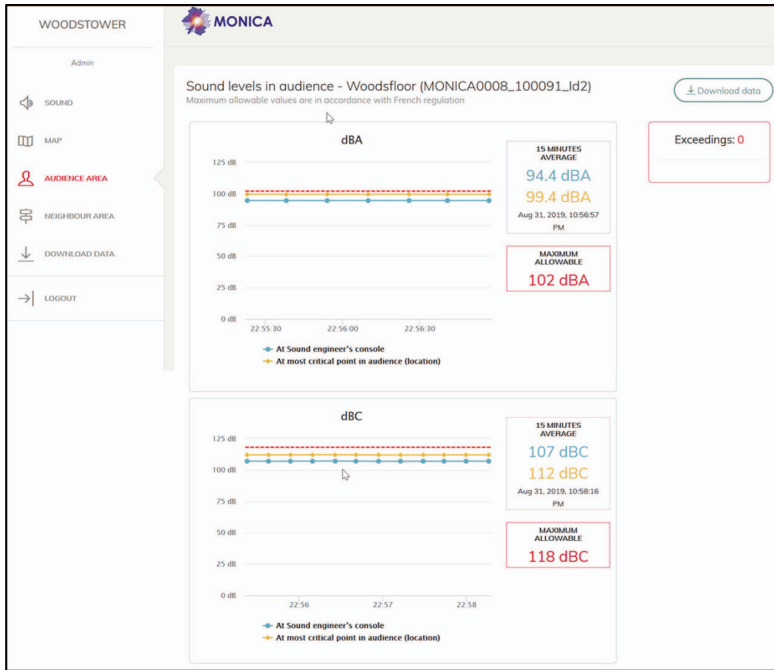 WOODSTOWER
MONICA
Admin
SOUND
MAP
AUDIENCE AREA
NEIGHBOUR AREA
DOWNLOAD DATA
LOGOUT
Sound levels in audience - Woodsfloor (MONICA0008_100091_Id2)
Maximum allowable values are in accordance with French regulation
Download data
Exceedings: 0
dBA
125 dB
100 dB
75 dB
50 dB
25 dB
0 dB
22:55:30 22:56:00 22:56:30
At Sound engineer's console
At most critical point in audience (location)
15 MINUTES
AVERAGE
94.4 dBA
99.4 dBA
Aug 31, 2019, 10:56:57
PM
MAXIMUM
ALLOWABLE
102 dBA
dBC
125 dB
100 dB
75 dB
50 dB
25 dB
0 dB
22:56 22:57 22:58
At Sound engineer's console
At most critical point in audience (location)
15 MINUTES
AVERAGE
107 dBC
112 dBC
Aug 31, 2019, 10:58:16
PM
MAXIMUM
ALLOWABLE
118 dBC